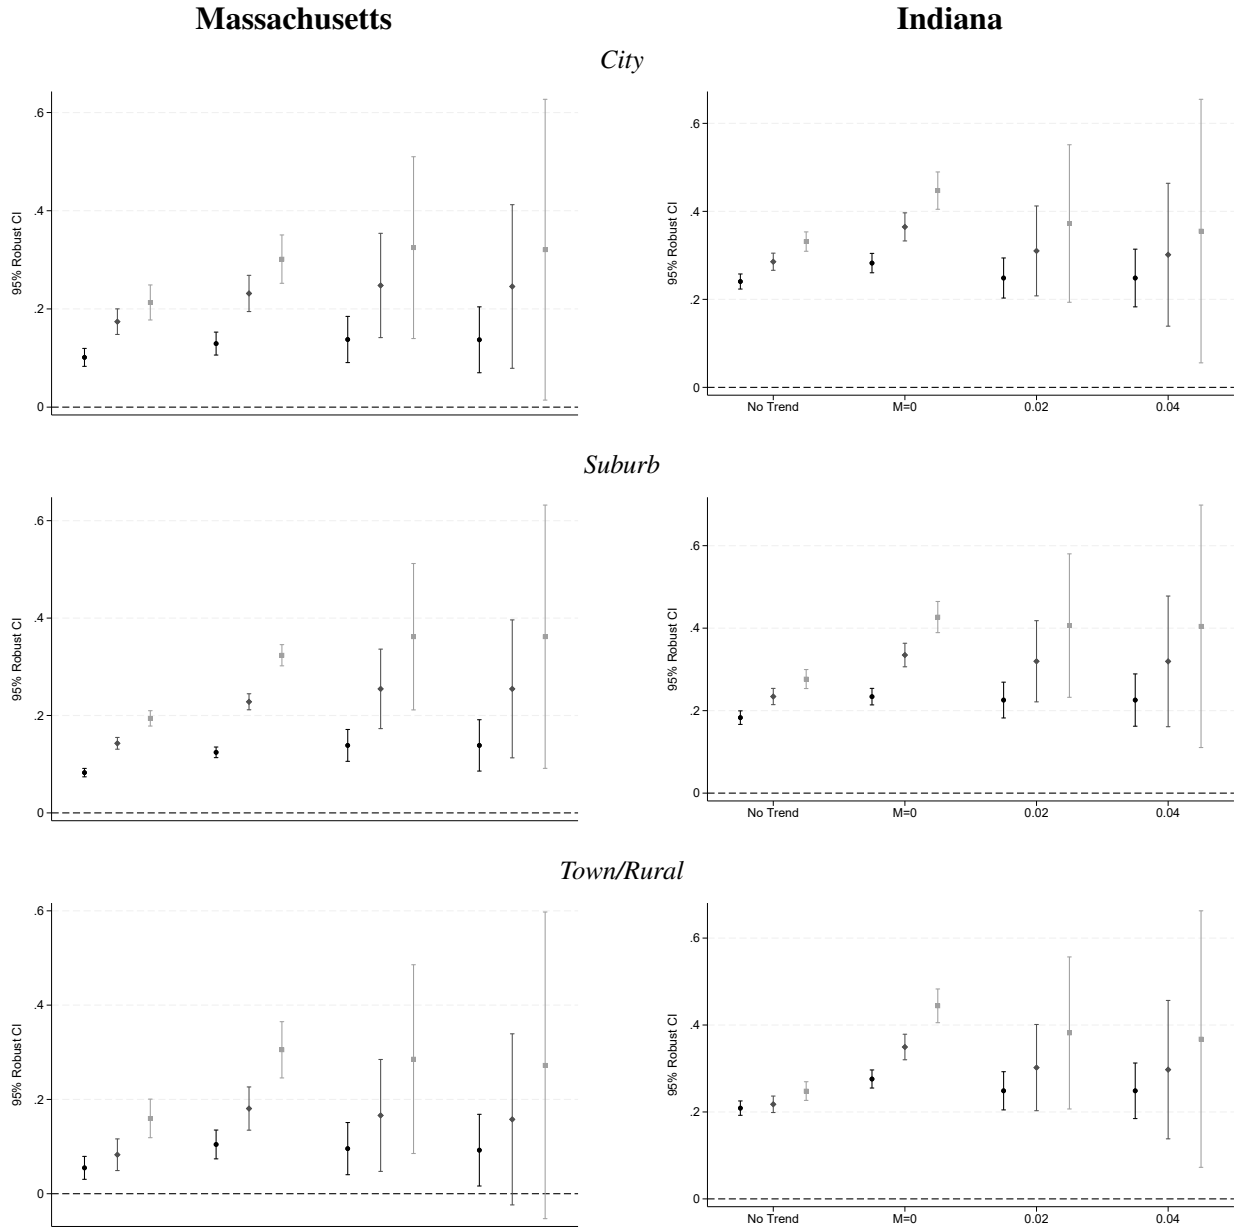 Massachusetts
Indiana
City
95% Robust CI
.6
.4
.2
0
95% Robust CI
.6
.4
.2
0
No Trend
M=0
0.02
0.04
Suburb
95% Robust CI
.6
.4
.2
0
95% Robust CI
.6
.4
.2
0
No Trend
M=0
0.02
0.04
Town/Rural
95% Robust CI
.6
.4
.2
0
95% Robust CI
.6
.4
.2
0
No Trend
M=0
0.02
0.04